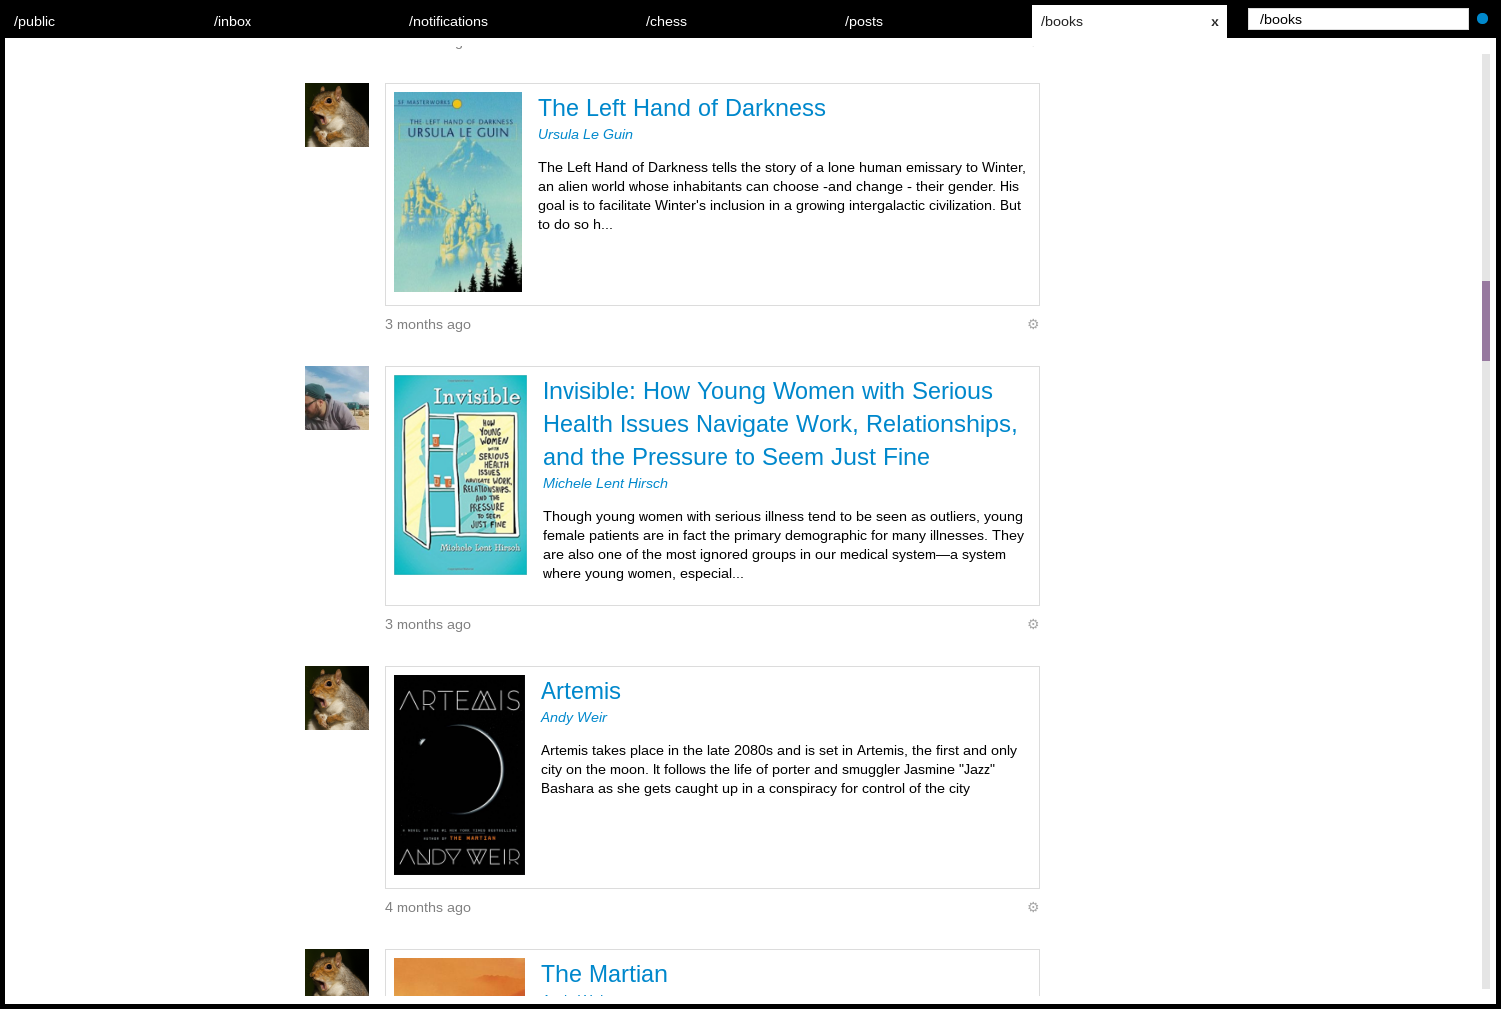 /public /inbox /notifications /chess /posts /books x /books
SF MASTERWORKS
THE LEFT HAND OF DARKNESS
URSULA LE GUIN
The Left Hand of Darkness
Ursula Le Guin
The Left Hand of Darkness tells the story of a lone human emissary to Winter,
an alien world whose inhabitants can choose -and change - their gender. His
goal is to facilitate Winter's inclusion in a growing intergalactic civilization. But
to do so h...
3 months ago
Invisible
HOW
YOUNG
WOMEN
WITH
SERIOUS
HEALTH
ISSUES
NAVIGATE WORK,
RELATIONSHIPS,
AND THE
PRESSURE
TO SEEM
JUST FINE
Michele Lent Hirsch
Invisible: How Young Women with Serious
Health Issues Navigate Work, Relationships,
and the Pressure to Seem Just Fine
Michele Lent Hirsch
Though young women with serious illness tend to be seen as outliers, young
female patients are in fact the primary demographic for many illnesses. They
are also one of the most ignored groups in our medical system—a system
where young women, especial...
3 months ago
ARTEMIS
A NOVEL BY THE #1 NEW YORK TIMES BESTSELLING
AUTHOR OF THE MARTIAN
ANDY WEIR
Artemis
Andy Weir
Artemis takes place in the late 2080s and is set in Artemis, the first and only
city on the moon. It follows the life of porter and smuggler Jasmine "Jazz"
Bashara as she gets caught up in a conspiracy for control of the city
4 months ago
The Martian